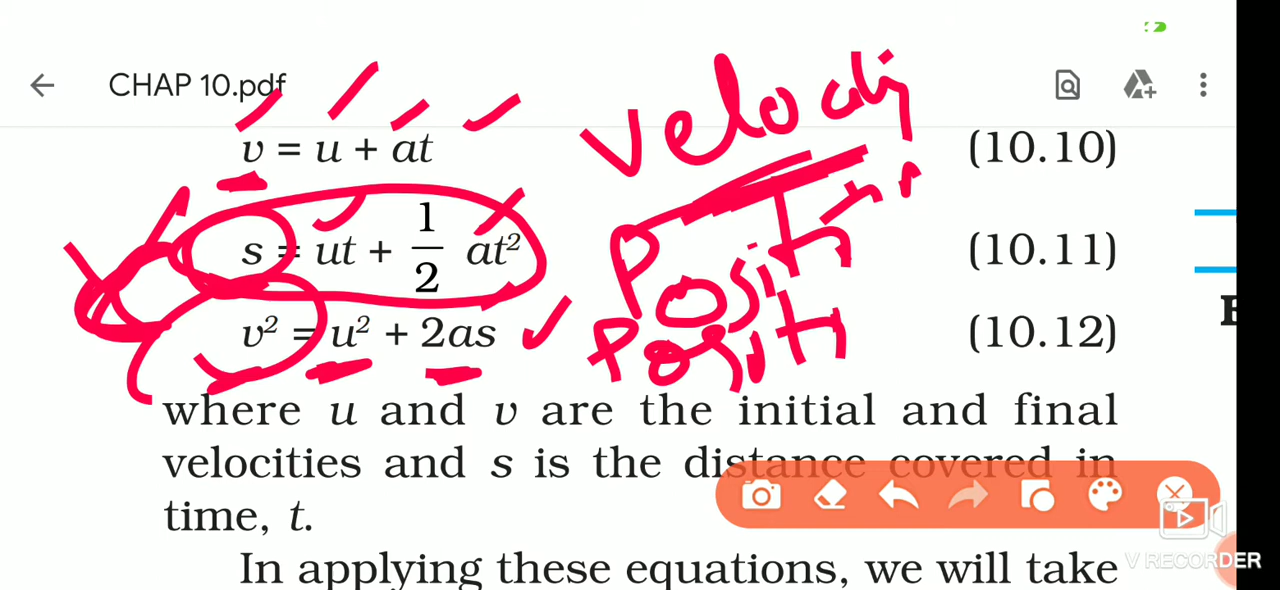 CHAP 10.pdf
v = u + at (10.10)
Velocity
s = ut + 1/2 at² (10.11)
Positi
v² = u² + 2as (10.12)
Positi
where u and v are the initial and final
velocities and s is the distance covered in
time, t.
In applying these equations, we will take
V RECORDER